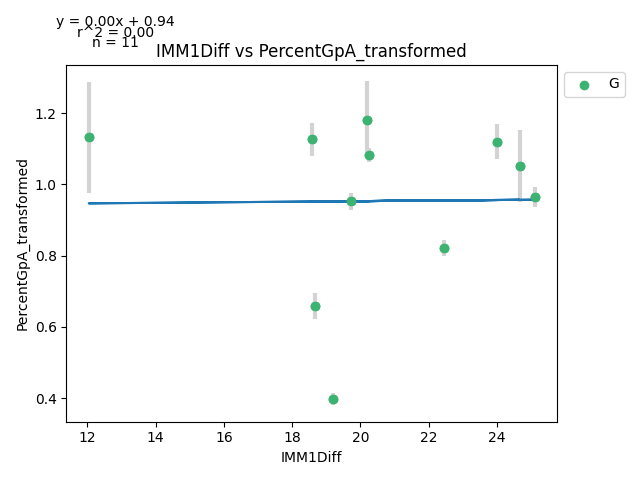 y = 0.00x + 0.94
r^2 = 0.00
n = 11
IMM1Diff vs PercentGpA_transformed
G
PercentGpA_transformed
1.2
1.0
0.8
0.6
0.4
12 14 16 18 20 22 24
IMM1Diff